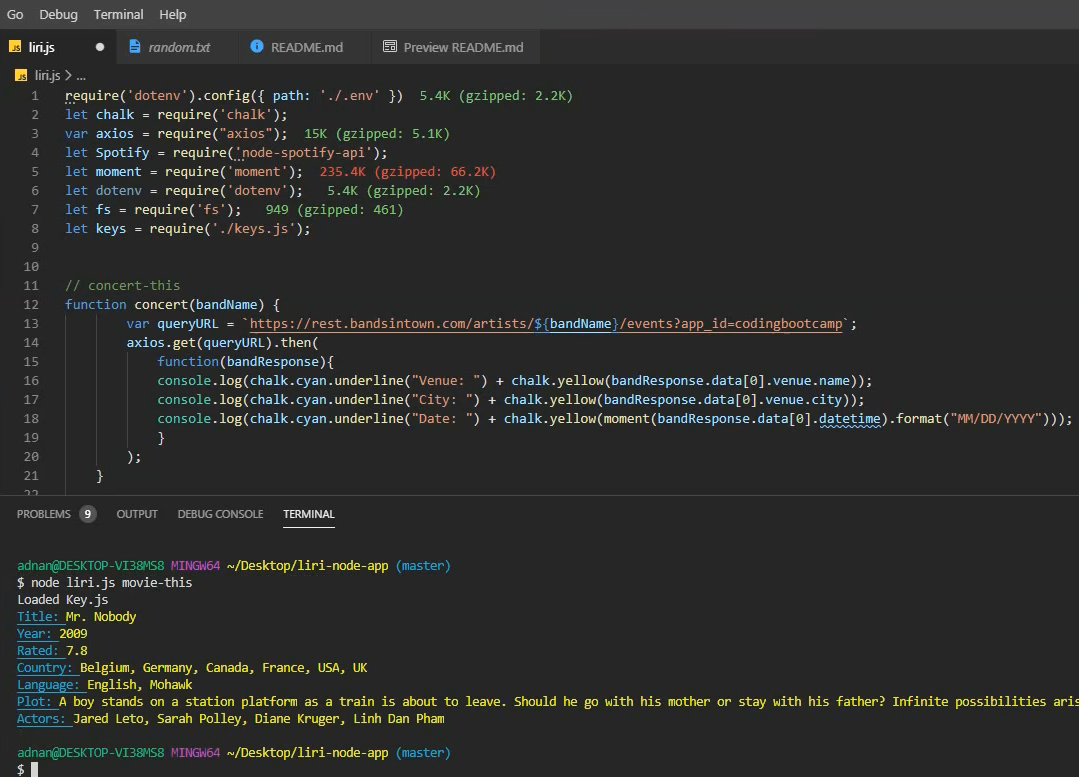 Go Debug Terminal Help
JS liri.js ● random.txt README.md Preview README.md
JS liri.js > ...
1 require('dotenv').config({ path: './.env' }) 5.4K (gzipped: 2.2K)
2 let chalk = require('chalk');
3 var axios = require("axios"); 15K (gzipped: 5.1K)
4 let Spotify = require('node-spotify-api');
5 let moment = require('moment'); 235.4K (gzipped: 66.2K)
6 let dotenv = require('dotenv'); 5.4K (gzipped: 2.2K)
7 let fs = require('fs'); 949 (gzipped: 461)
8 let keys = require('./keys.js');
9
10
11 // concert-this
12 function concert(bandName) {
13 var queryURL = `https://rest.bandsintown.com/artists/${bandName}/events?app_id=codingbootcamp`;
14 axios.get(queryURL).then(
15 function(bandResponse){
16 console.log(chalk.cyan.underline("Venue: ") + chalk.yellow(bandResponse.data[0].venue.name));
17 console.log(chalk.cyan.underline("City: ") + chalk.yellow(bandResponse.data[0].venue.city));
18 console.log(chalk.cyan.underline("Date: ") + chalk.yellow(moment(bandResponse.data[0].datetime).format("MM/DD/YYYY")));
19 }
20 );
21 }
22
PROBLEMS 9 OUTPUT DEBUG CONSOLE TERMINAL
adnan@DESKTOP-VI38MS8 MINGW64 ~/Desktop/liri-node-app (master)
$ node liri.js movie-this
Loaded Key.js
Title: Mr. Nobody
Year: 2009
Rated: 7.8
Country: Belgium, Germany, Canada, France, USA, UK
Language: English, Mohawk
Plot: A boy stands on a station platform as a train is about to leave. Should he go with his mother or stay with his father? Infinite possibilities aris
Actors: Jared Leto, Sarah Polley, Diane Kruger, Linh Dan Pham
adnan@DESKTOP-VI38MS8 MINGW64 ~/Desktop/liri-node-app (master)
$